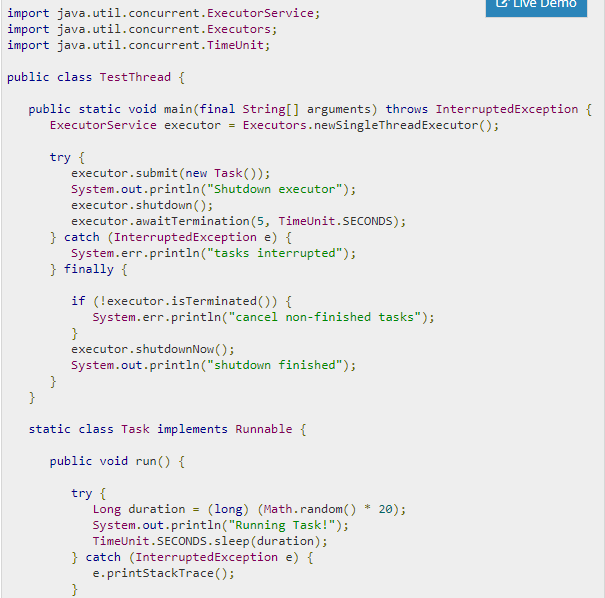 Live Demo
import java.util.concurrent.ExecutorService;
import java.util.concurrent.Executors;
import java.util.concurrent.TimeUnit;
public class TestThread {
public static void main(final String[] arguments) throws InterruptedException {
ExecutorService executor = Executors.newSingleThreadExecutor();
try {
executor.submit(new Task());
System.out.println("Shutdown executor");
executor.shutdown();
executor.awaitTermination(5, TimeUnit.SECONDS);
} catch (InterruptedException e) {
System.err.println("tasks interrupted");
} finally {
if (!executor.isTerminated()) {
System.err.println("cancel non-finished tasks");
}
executor.shutdownNow();
System.out.println("shutdown finished");
}
}
static class Task implements Runnable {
public void run() {
try {
Long duration = (long) (Math.random() * 20);
System.out.println("Running Task!");
TimeUnit.SECONDS.sleep(duration);
} catch (InterruptedException e) {
e.printStackTrace();
}